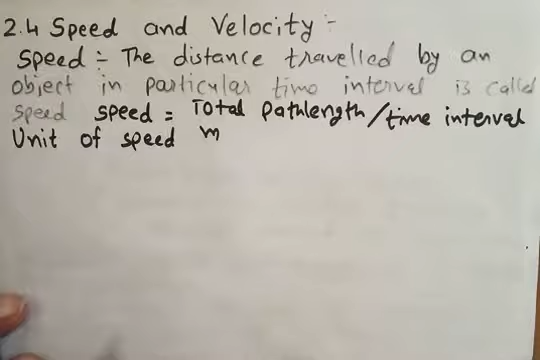 2.4 Speed and Velocity :-
Speed :- The distance travelled by an
object in particular time interval is called
speed speed = Total Pathlength/time interval
Unit of speed m